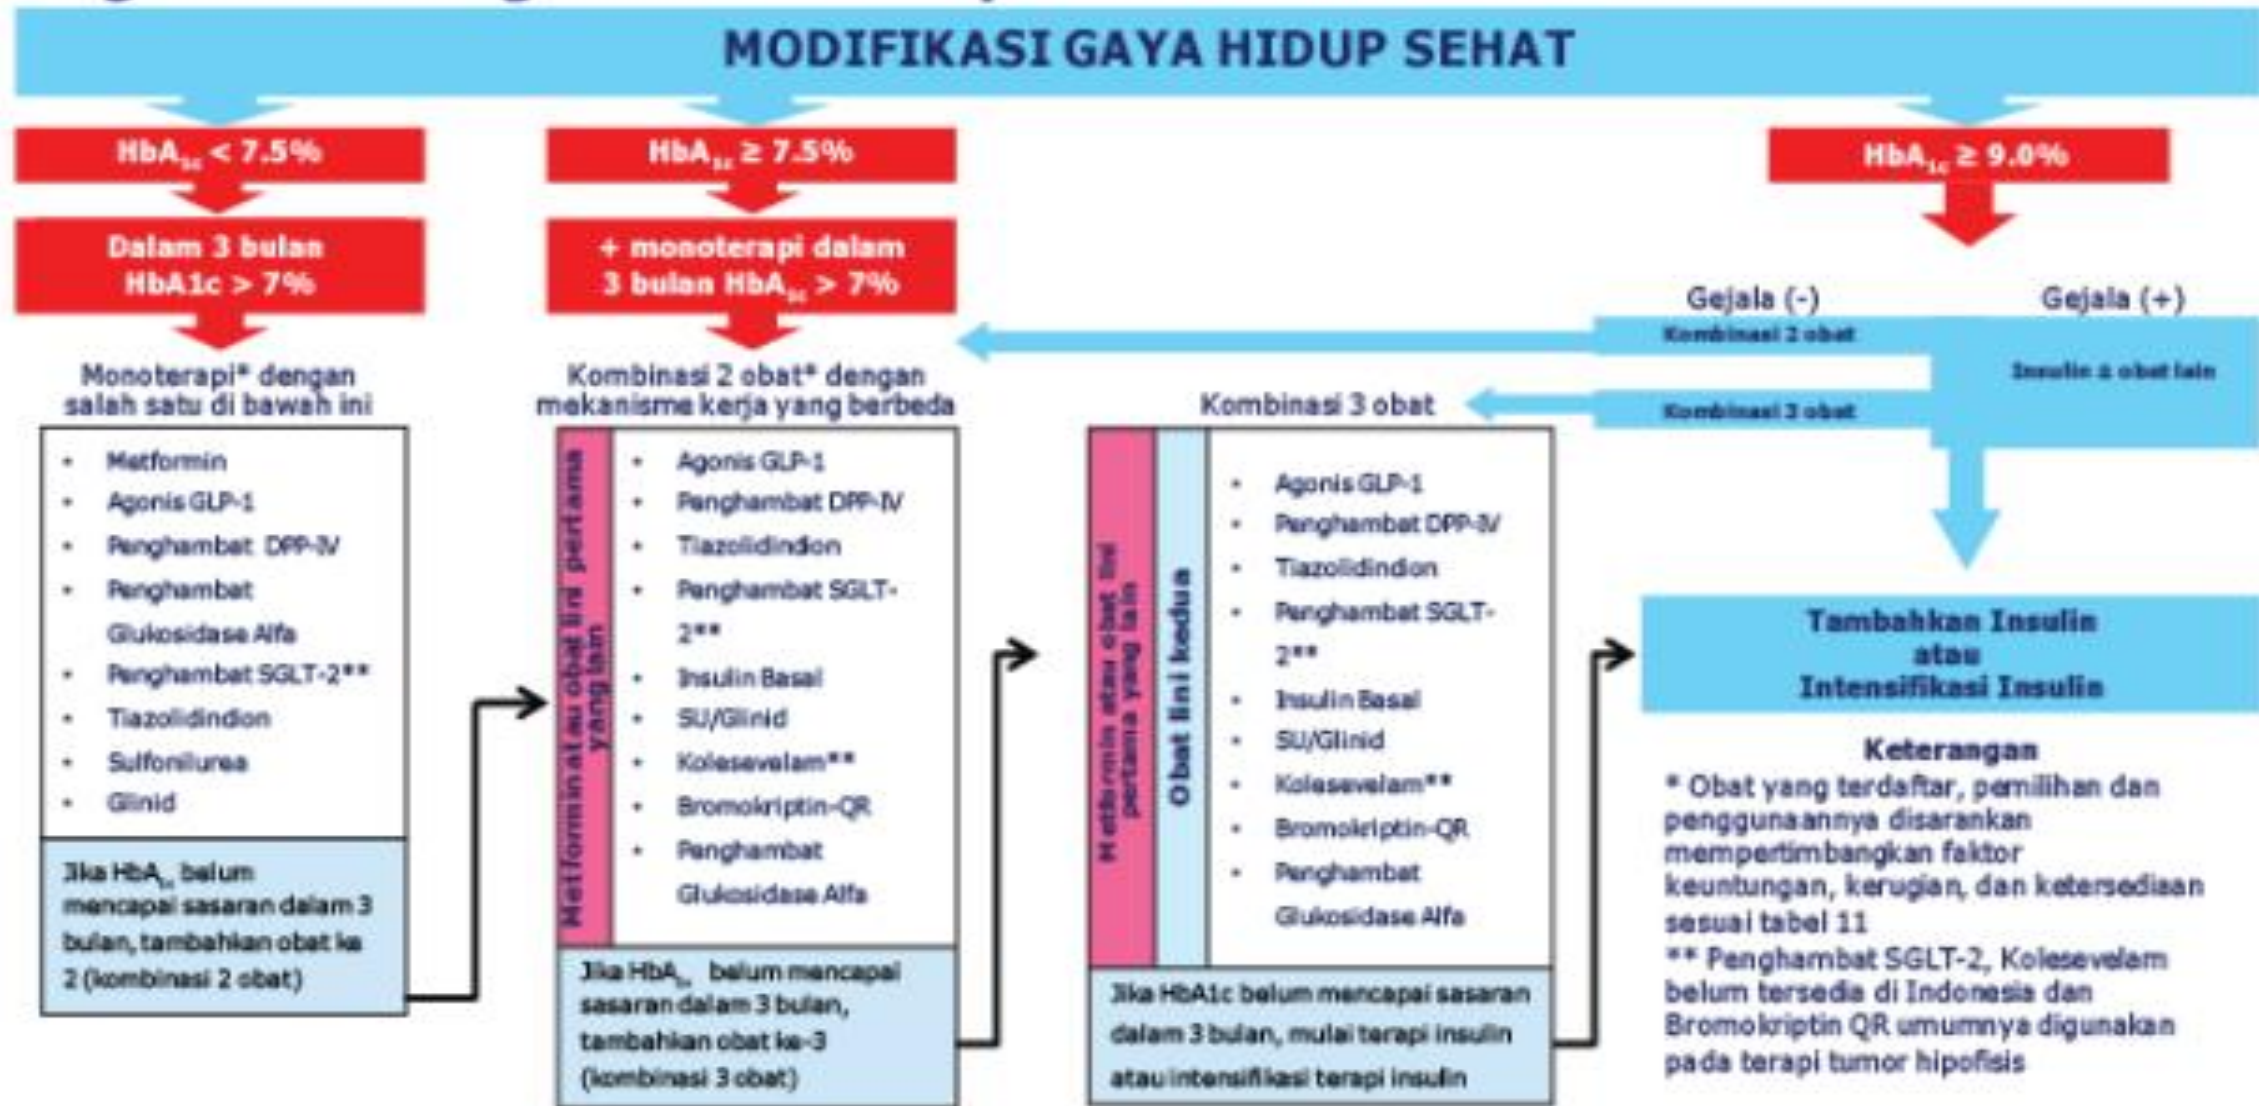 MODIFIKASI GAYA HIDUP SEHAT
HbA1c < 7.5%
Dalam 3 bulan
HbA1c > 7%
Monoterapi* dengan
salah satu di bawah ini
• Metformin
• Agonis GLP-1
• Penghambat DPP-IV
• Penghambat
Glukosidase Alfa
• Penghambat SGLT-2**
• Tiazolidindion
• Sulfonilurea
• Glinid
Jika HbA1c belum
mencapai sasaran dalam 3
bulan, tambahkan obat ke
2 (kombinasi 2 obat)
HbA1c ≥ 7.5%
+ monoterapi dalam
3 bulan HbA1c > 7%
Kombinasi 2 obat* dengan
mekanisme kerja yang berbeda
Metformin atau obat lini pertama
yang lain
• Agonis GLP-1
• Penghambat DPP-IV
• Tiazolidindion
• Penghambat SGLT-
2**
• Insulin Basal
• SU/Glinid
• Kolesevelam**
• Bromokriptin-QR
• Penghambat
Glukosidase Alfa
Jika HbA1c belum mencapai
sasaran dalam 3 bulan,
tambahkan obat ke-3
(kombinasi 3 obat)
Kombinasi 3 obat
Metformin atau obat lini
pertama yang lain
Obat lini kedua
• Agonis GLP-1
• Penghambat DPP-IV
• Tiazolidindion
• Penghambat SGLT-
2**
• Insulin Basal
• SU/Glinid
• Kolesevelam**
• Bromokriptin-QR
• Penghambat
Glukosidase Alfa
Jika HbA1c belum mencapai sasaran
dalam 3 bulan, mulai terapi insulin
atau intensifikasi terapi insulin
HbA1c ≥ 9.0%
Gejala (-)
Gejala (+)
Kombinasi 2 obat
Insulin ± obat lain
Kombinasi 3 obat
Tambahkan Insulin
atau
Intensifikasi Insulin
Keterangan
* Obat yang terdaftar, pemilihan dan
penggunaannya disarankan
mempertimbangkan faktor
keuntungan, kerugian, dan ketersediaan
sesuai tabel 11
** Penghambat SGLT-2, Kolesevelam
belum tersedia di Indonesia dan
Bromokriptin QR umumnya digunakan
pada terapi tumor hipofisis